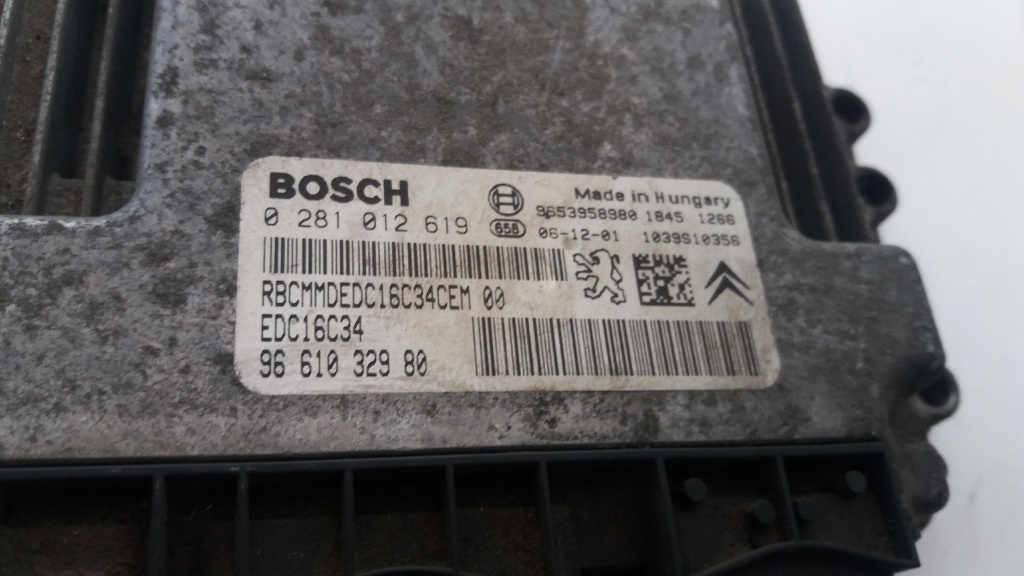 BOSCH
Made in Hungary
0 281 012 619
9653958980 1845 1266
658
06-12-01 1039S10356
RBCMMDEDC16C34CEM 00
EDC16C34
96 610 329 80